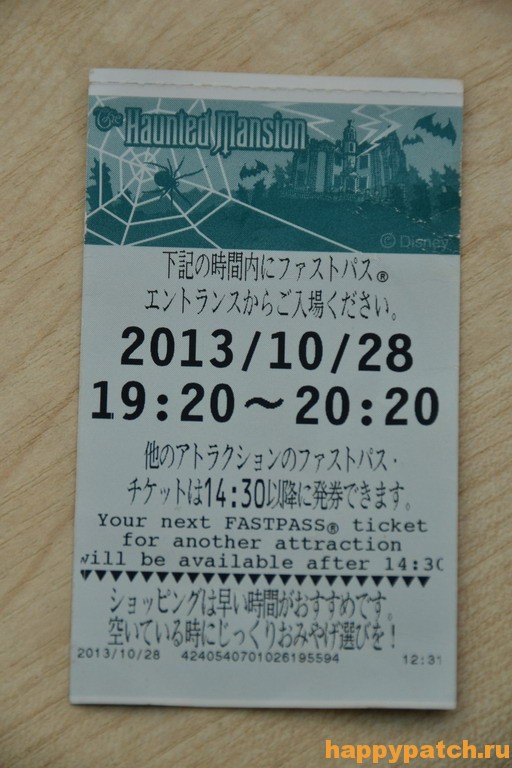 The Haunted Mansion
© Disney
下記の時間内にファストパス®
エントランスからご入場ください。
2013/10/28
19:20～20:20
他のアトラクションのファストパス・
チケットは14:30以降に発券できます。
Your next FASTPASS® ticket
for another attraction
will be available after 14:30
ショッピングは早い時間がおすすめです。
空いている時にじっくりおみやげ選びを！
2013/10/28 4240540701026195594 12:31
happypatch.ru